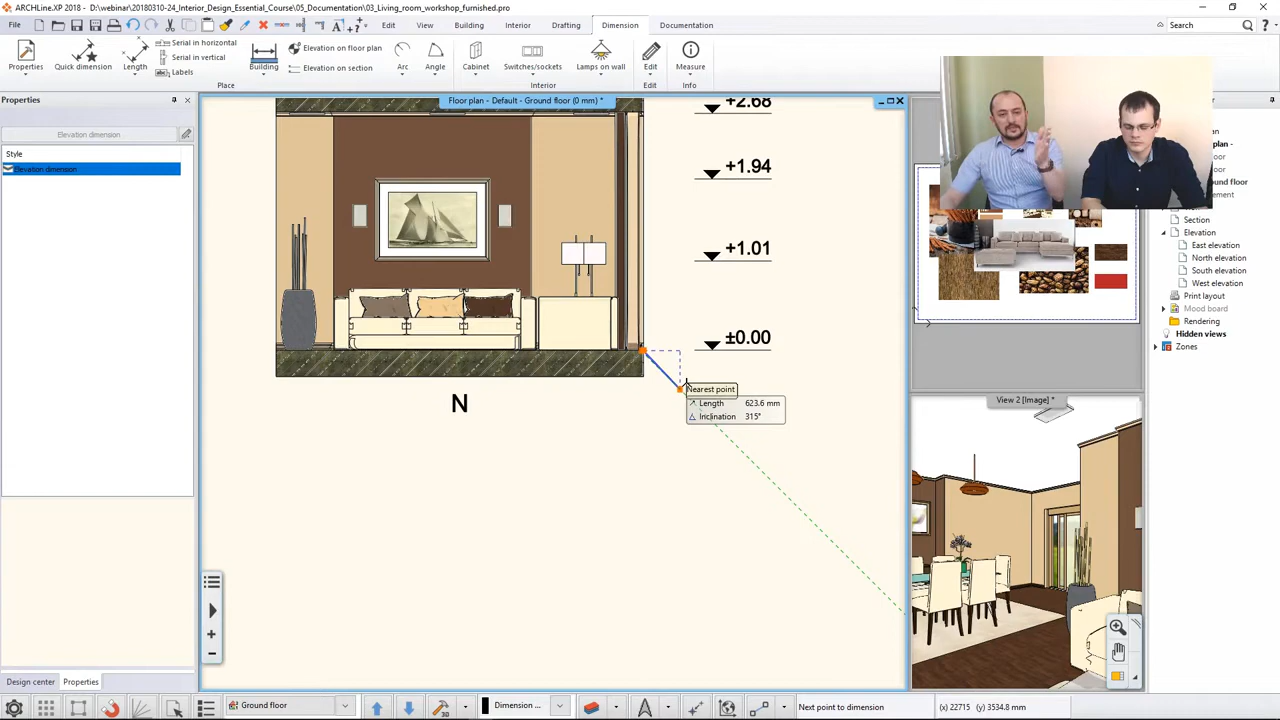 ARCHLine.XP 2018 - D:\webinar\20180310-24_Interior_Design_Essential_Course\05_Documentation\03_Living_room_workshop_furnished.pro
File Edit View Building Interior Drafting Dimension Documentation Search
Properties Quick dimension Length Serial in horizontal Serial in vertical Labels Building Elevation on floor plan Elevation on section Arc Angle Cabinet Switches/sockets Lamps on wall Edit Measure
Place Interior Edit Info
Properties
Elevation dimension
Style
Elevation dimension
Floor plan - Default - Ground floor (0 mm) *
+2.68
+1.94
+1.01
±0.00
Nearest point
Length 623.6 mm
Inclination 315°
N
Section
Elevation
East elevation
North elevation
South elevation
West elevation
Print layout
Mood board
Rendering
Hidden views
Zones
View 2 [Image] *
Design center Properties
Ground floor
Dimension ...
Next point to dimension
(x) 22715 (y) 3534.8 mm